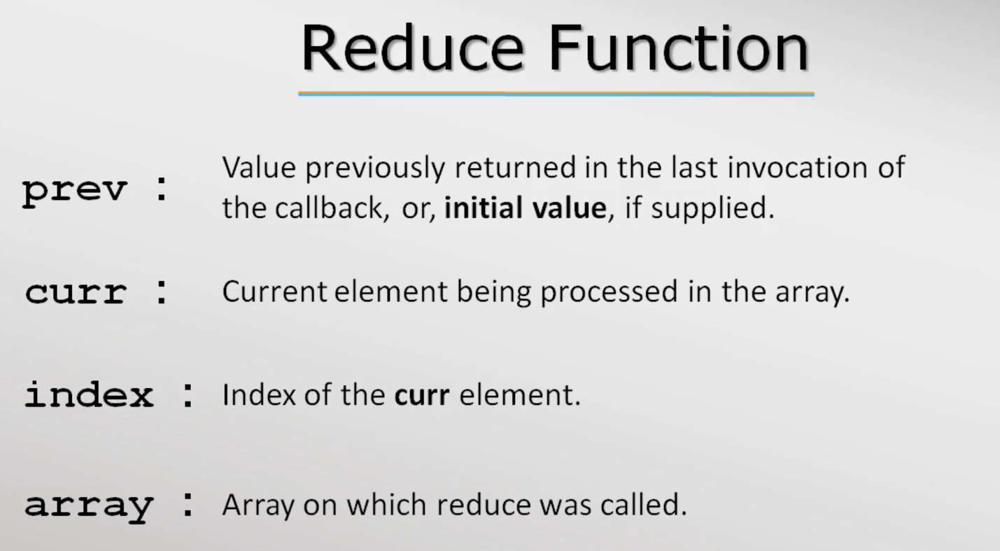 Reduce Function
prev : Value previously returned in the last invocation of
the callback, or, initial value, if supplied.
curr : Current element being processed in the array.
index : Index of the curr element.
array : Array on which reduce was called.